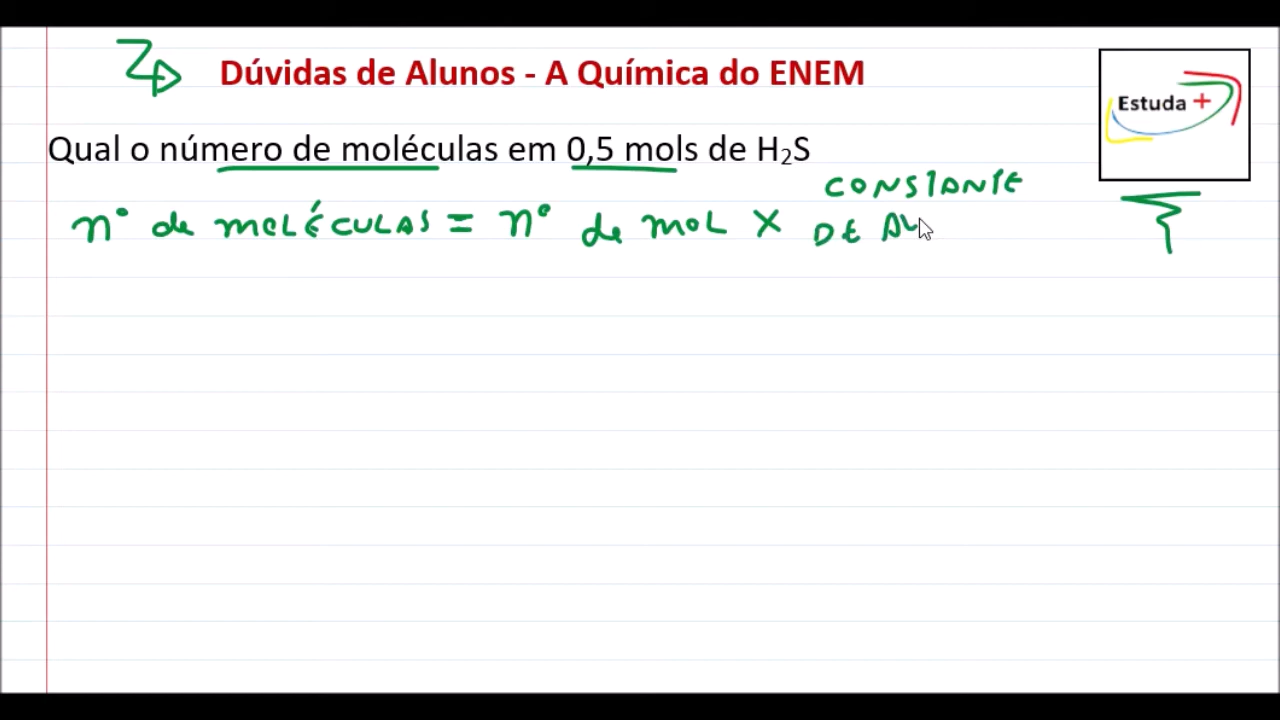 Dúvidas de Alunos - A Química do ENEM
Estuda +
Qual o número de moléculas em 0,5 mols de H₂S
CONSTANTE
nº de moLÉCULAS = nº de moL X DE AV